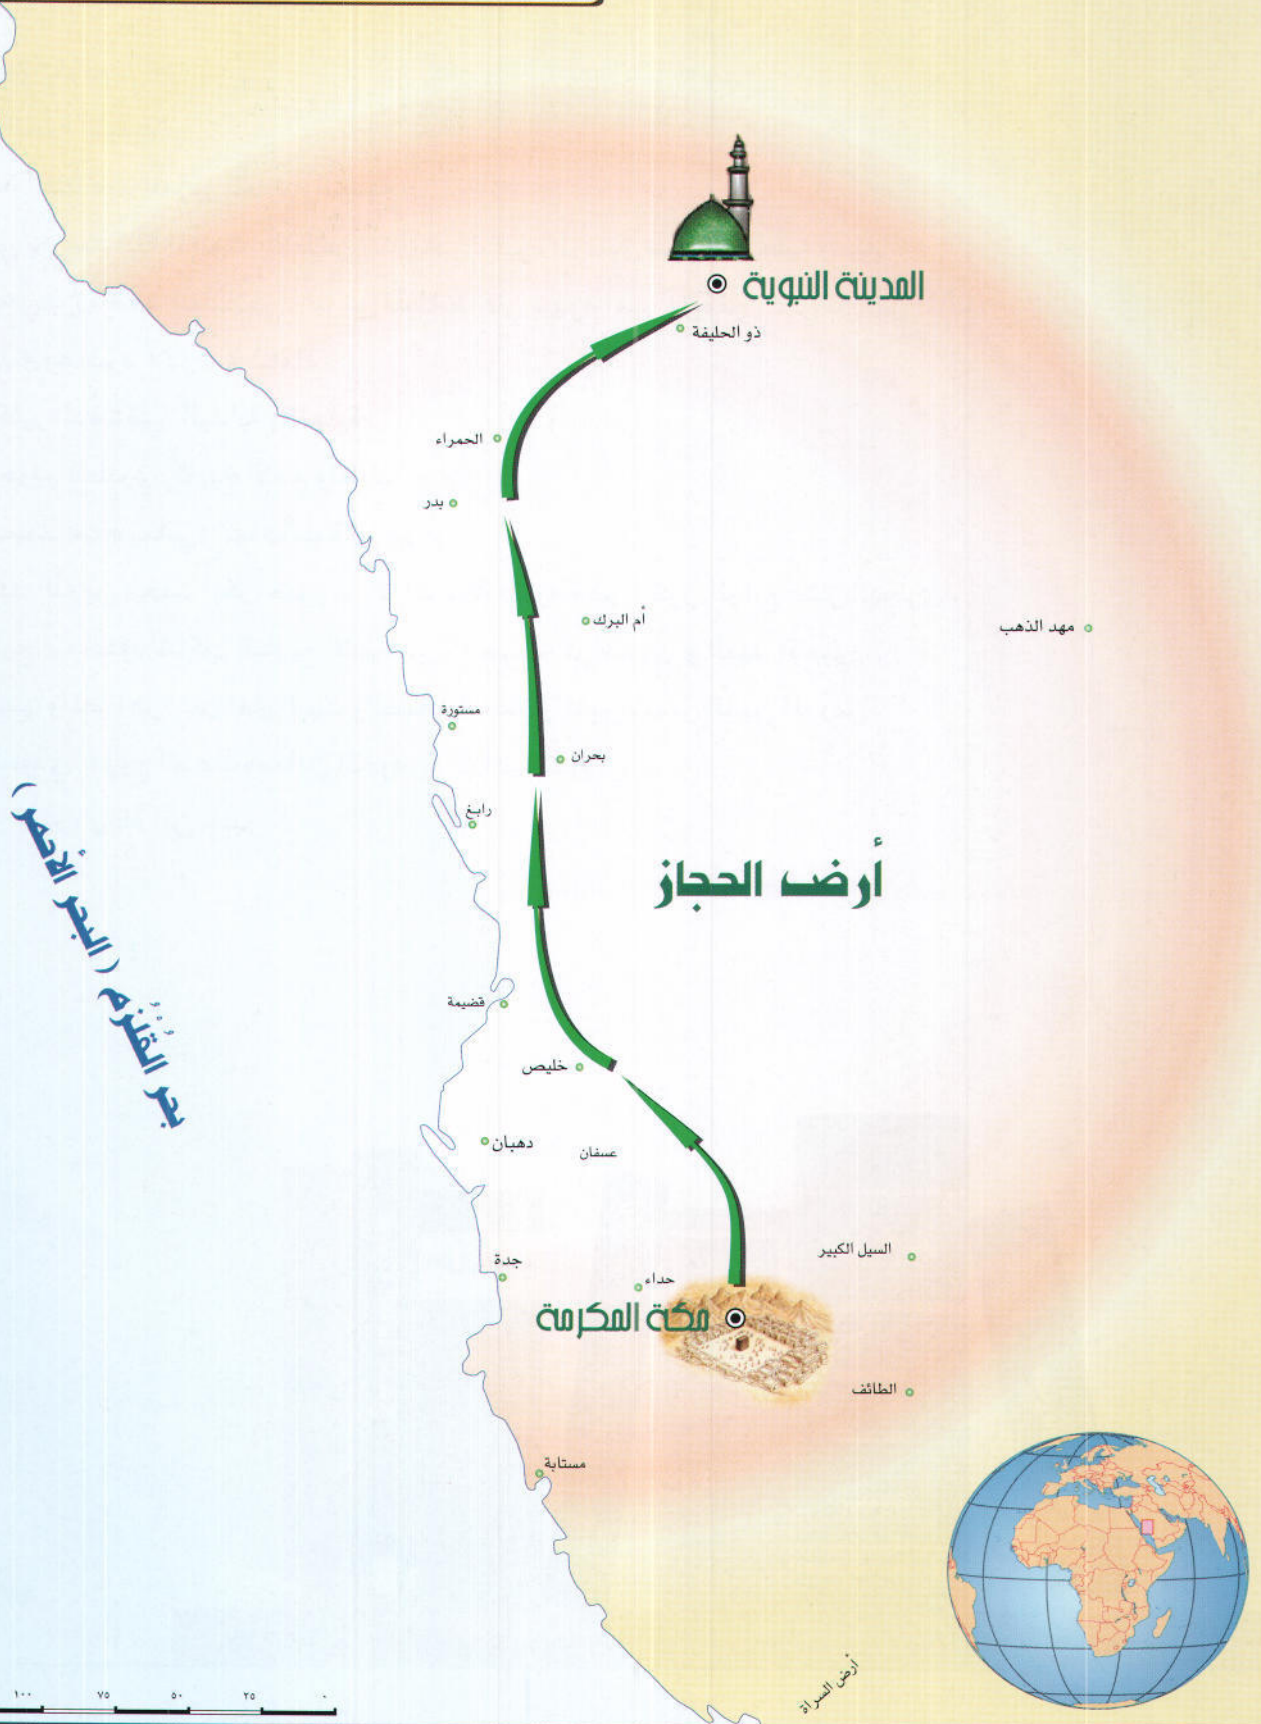 المدينة النبوية
ذو الحليفة
الحمراء
بدر
أم البرك
مهد الذهب
مستورة
بحران
رابغ
أرض الحجاز
بحر القُلْزُم (البحر الأحمر)
قضيمة
خليص
دهبان
عسفان
السيل الكبير
جدة
حداء
مكة المكرمة
الطائف
مستابة
أرض السراة
١٠٠ ٧٥ ٥٠ ٢٥ ٠